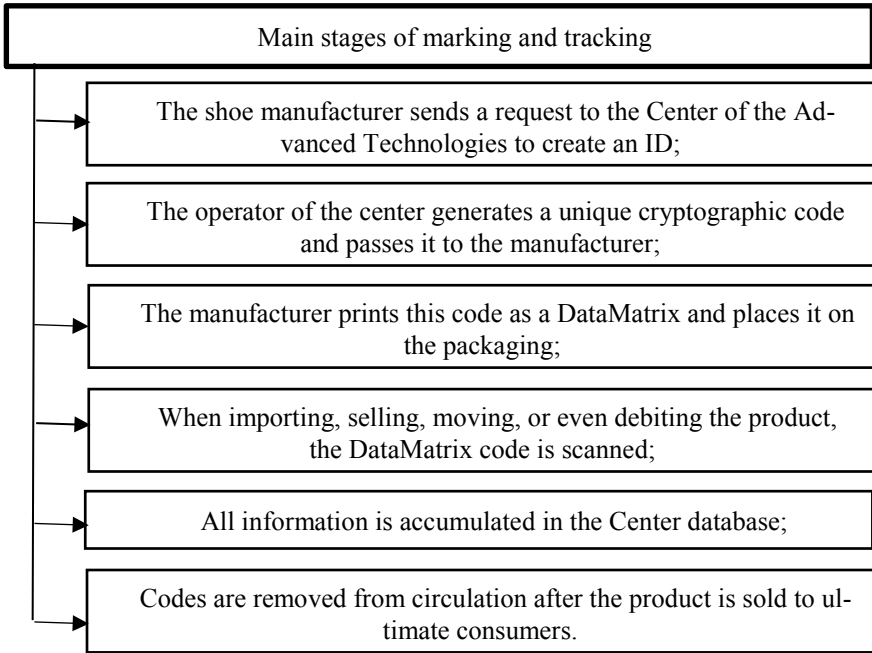 Main stages of marking and tracking
The shoe manufacturer sends a request to the Center of the Ad-
vanced Technologies to create an ID;
The operator of the center generates a unique cryptographic code
and passes it to the manufacturer;
The manufacturer prints this code as a DataMatrix and places it on
the packaging;
When importing, selling, moving, or even debiting the product,
the DataMatrix code is scanned;
All information is accumulated in the Center database;
Codes are removed from circulation after the product is sold to ul-
timate consumers.